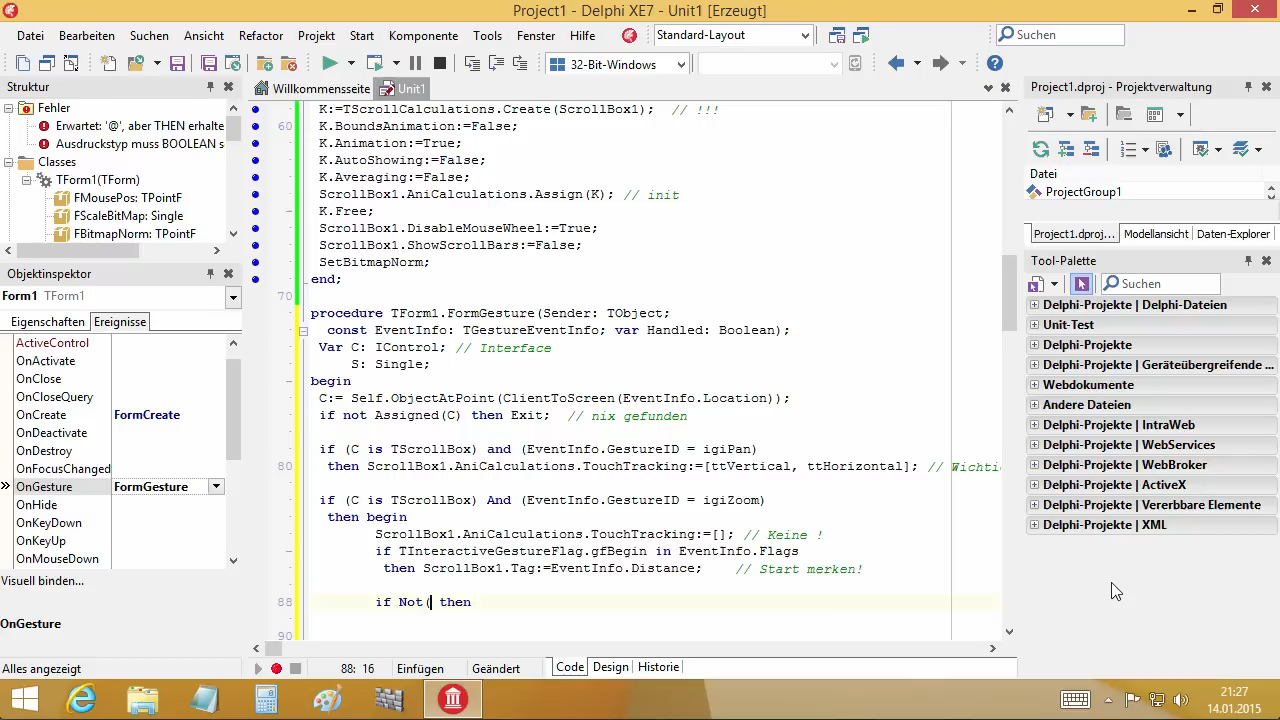 Project1 - Delphi XE7 - Unit1 [Erzeugt]
Datei Bearbeiten Suchen Ansicht Refactor Projekt Start Komponente Tools Fenster Hilfe Standard-Layout Suchen
32-Bit-Windows
Struktur
Fehler
Erwartet: '@', aber THEN erhalte
Ausdruckstyp muss BOOLEAN s
Classes
TForm1(TForm)
FMousePos: TPointF
FScaleBitMap: Single
FBitmapNorm: TPointF
Objektinspektor
Form1 TForm1
Eigenschaften Ereignisse
ActiveControl
OnActivate
OnClose
OnCloseQuery
OnCreate FormCreate
OnDeactivate
OnDestroy
OnFocusChanged
OnGesture FormGesture
OnHide
OnKeyDown
OnKeyUp
OnMouseDown
Visuell binden...
OnGesture
Alles angezeigt
Willkommensseite Unit1
K:=TScrollCalculations.Create(ScrollBox1); // !!!
60 K.BoundsAnimation:=False;
K.Animation:=True;
K.AutoShowing:=False;
K.Averaging:=False;
ScrollBox1.AniCalculations.Assign(K); // init
K.Free;
ScrollBox1.DisableMouseWheel:=True;
ScrollBox1.ShowScrollBars:=False;
SetBitmapNorm;
end;
70
procedure TForm1.FormGesture(Sender: TObject;
const EventInfo: TGestureEventInfo; var Handled: Boolean);
Var C: IControl; // Interface
S: Single;
begin
C:= Self.ObjectAtPoint(ClientToScreen(EventInfo.Location));
if not Assigned(C) then Exit; // nix gefunden
if (C is TScrollBox) and (EventInfo.GestureID = igiPan)
80 then ScrollBox1.AniCalculations.TouchTracking:=[ttVertical, ttHorizontal]; // Wichtic
if (C is TScrollBox) And (EventInfo.GestureID = igiZoom)
then begin
ScrollBox1.AniCalculations.TouchTracking:=[]; // Keine !
if TInteractiveGestureFlag.gfBegin in EventInfo.Flags
then ScrollBox1.Tag:=EventInfo.Distance; // Start merken!
88 if Not( then
90
88: 16 Einfügen Geändert Code Design Historie
Project1.dproj - Projektverwaltung
Datei
ProjectGroup1
Project1.dproj... Modellansicht Daten-Explorer
Tool-Palette
Suchen
Delphi-Projekte | Delphi-Dateien
Unit-Test
Delphi-Projekte
Delphi-Projekte | Geräteübergreifende ...
Webdokumente
Andere Dateien
Delphi-Projekte | IntraWeb
Delphi-Projekte | WebServices
Delphi-Projekte | WebBroker
Delphi-Projekte | ActiveX
Delphi-Projekte | Vererbbare Elemente
Delphi-Projekte | XML
21:27
14.01.2015